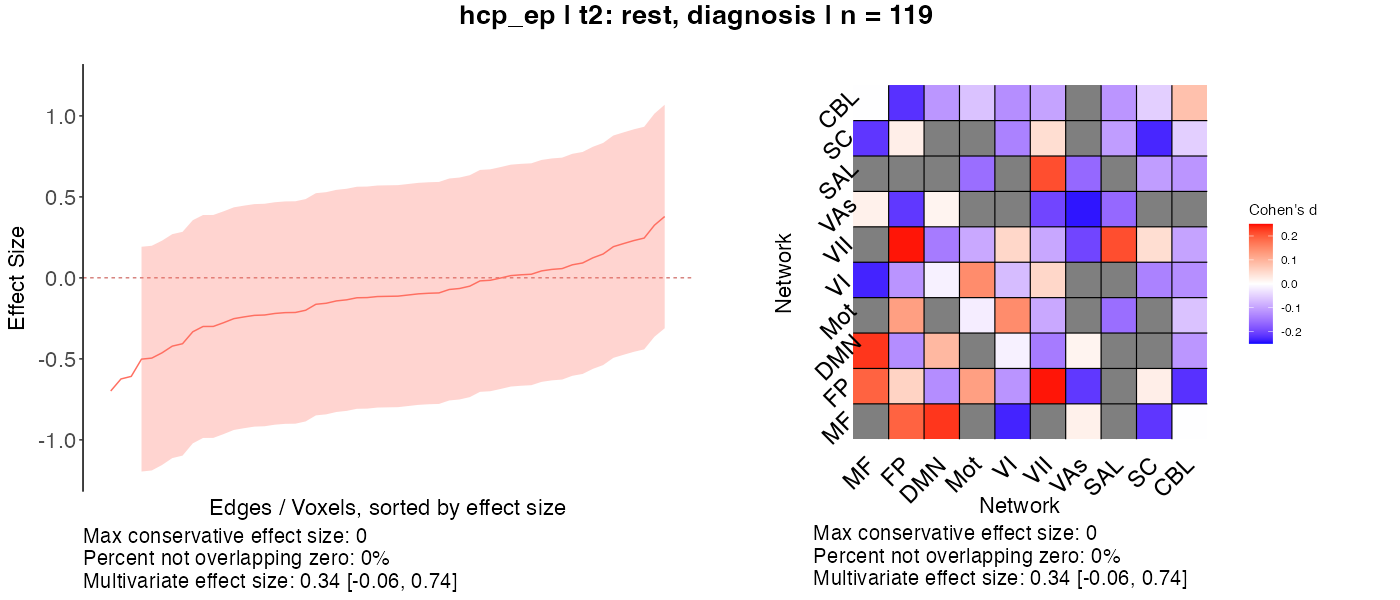 hcp_ep | t2: rest, diagnosis | n = 119
Effect Size
1.0
0.5
0.0
-0.5
-1.0
Edges / Voxels, sorted by effect size
Max conservative effect size: 0
Percent not overlapping zero: 0%
Multivariate effect size: 0.34 [-0.06, 0.74]
Network
CBL
SC
SAL
VAs
VII
VI
Mot
DMN
FP
MF
MF
FP
DMN
Mot
VI
VII
VAs
SAL
SC
CBL
Network
Max conservative effect size: 0
Percent not overlapping zero: 0%
Multivariate effect size: 0.34 [-0.06, 0.74]
Cohen's d
0.2
0.1
0.0
-0.1
-0.2